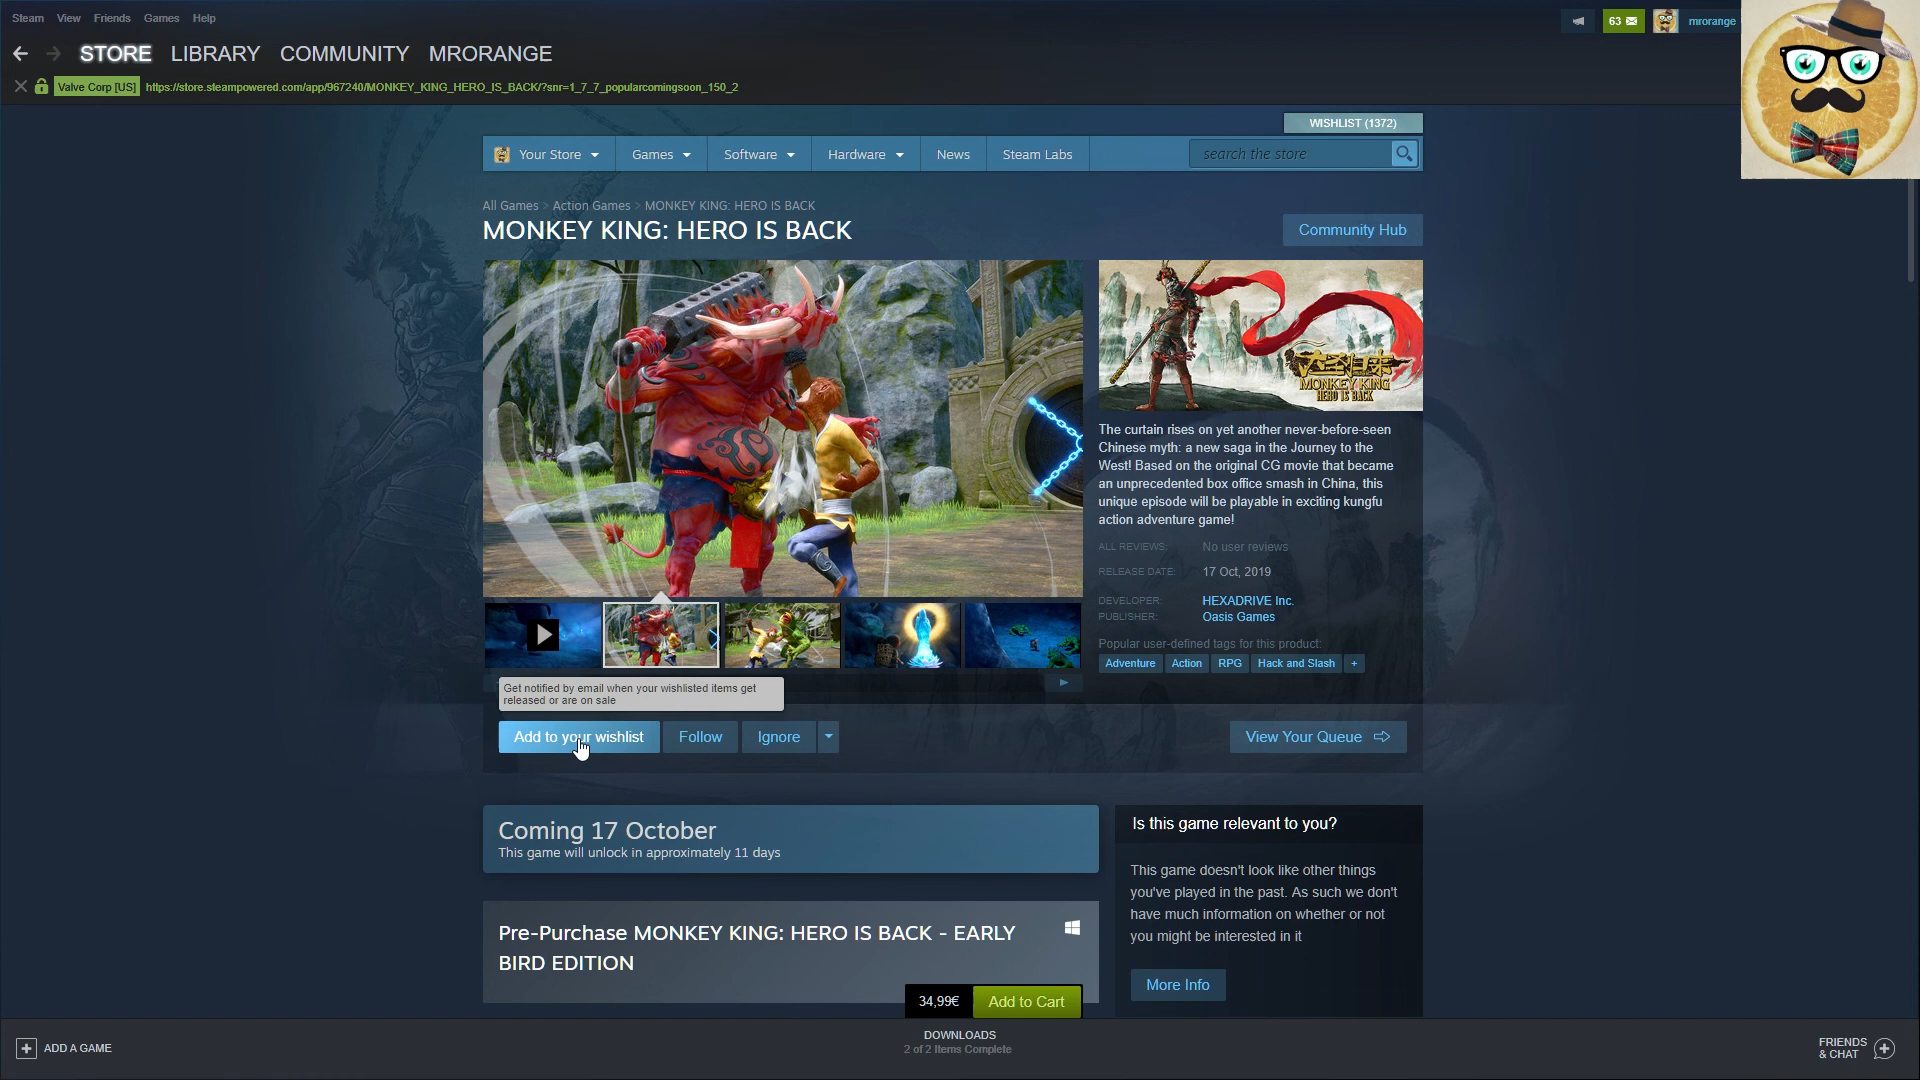 Steam View Friends Games Help
63
mrorange
STORE LIBRARY COMMUNITY MRORANGE
Valve Corp [US] https://store.steampowered.com/app/967240/MONKEY_KING_HERO_IS_BACK/?snr=1_7_7_popularcomingsoon_150_2
WISHLIST (1372)
Your Store Games Software Hardware News Steam Labs search the store
All Games > Action Games > MONKEY KING: HERO IS BACK
MONKEY KING: HERO IS BACK
Community Hub
大圣归来
MONKEY KING
HERO IS BACK
The curtain rises on yet another never-before-seen
Chinese myth: a new saga in the Journey to the
West! Based on the original CG movie that became
an unprecedented box office smash in China, this
unique episode will be playable in exciting kungfu
action adventure game!
ALL REVIEWS: No user reviews
RELEASE DATE: 17 Oct, 2019
DEVELOPER: HEXADRIVE Inc.
PUBLISHER: Oasis Games
Popular user-defined tags for this product:
Adventure Action RPG Hack and Slash +
Get notified by email when your wishlisted items get
released or are on sale
Add to your wishlist Follow Ignore
View Your Queue
Coming 17 October
This game will unlock in approximately 11 days
Is this game relevant to you?
This game doesn't look like other things
you've played in the past. As such we don't
have much information on whether or not
you might be interested in it
More Info
Pre-Purchase MONKEY KING: HERO IS BACK - EARLY
BIRD EDITION
34,99€ Add to Cart
ADD A GAME
DOWNLOADS
2 of 2 Items Complete
FRIENDS
& CHAT